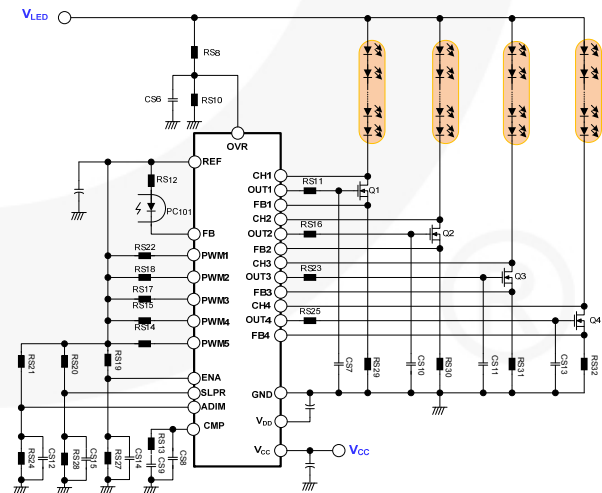 VLED
RS8
CS6
RS10
OVR
REF
RS12
PC101
FB
RS22
PWM1
RS18
PWM2
RS17
PWM3
RS15
PWM4
RS14
PWM5
RS21
RS20
RS19
ENA
SLPR
ADIM
CMP
RS24
CS12
RS28
CS15
RS27
CS14
RS13
CS9
CS8
CH1
OUT1
RS11
Q1
FB1
CH2
OUT2
RS16
Q2
FB2
CH3
OUT3
RS23
Q3
FB3
CH4
OUT4
RS25
Q4
FB4
CS7
RS29
CS10
RS30
CS11
RS31
CS13
RS32
GND
VDD
VCC
VCC
R